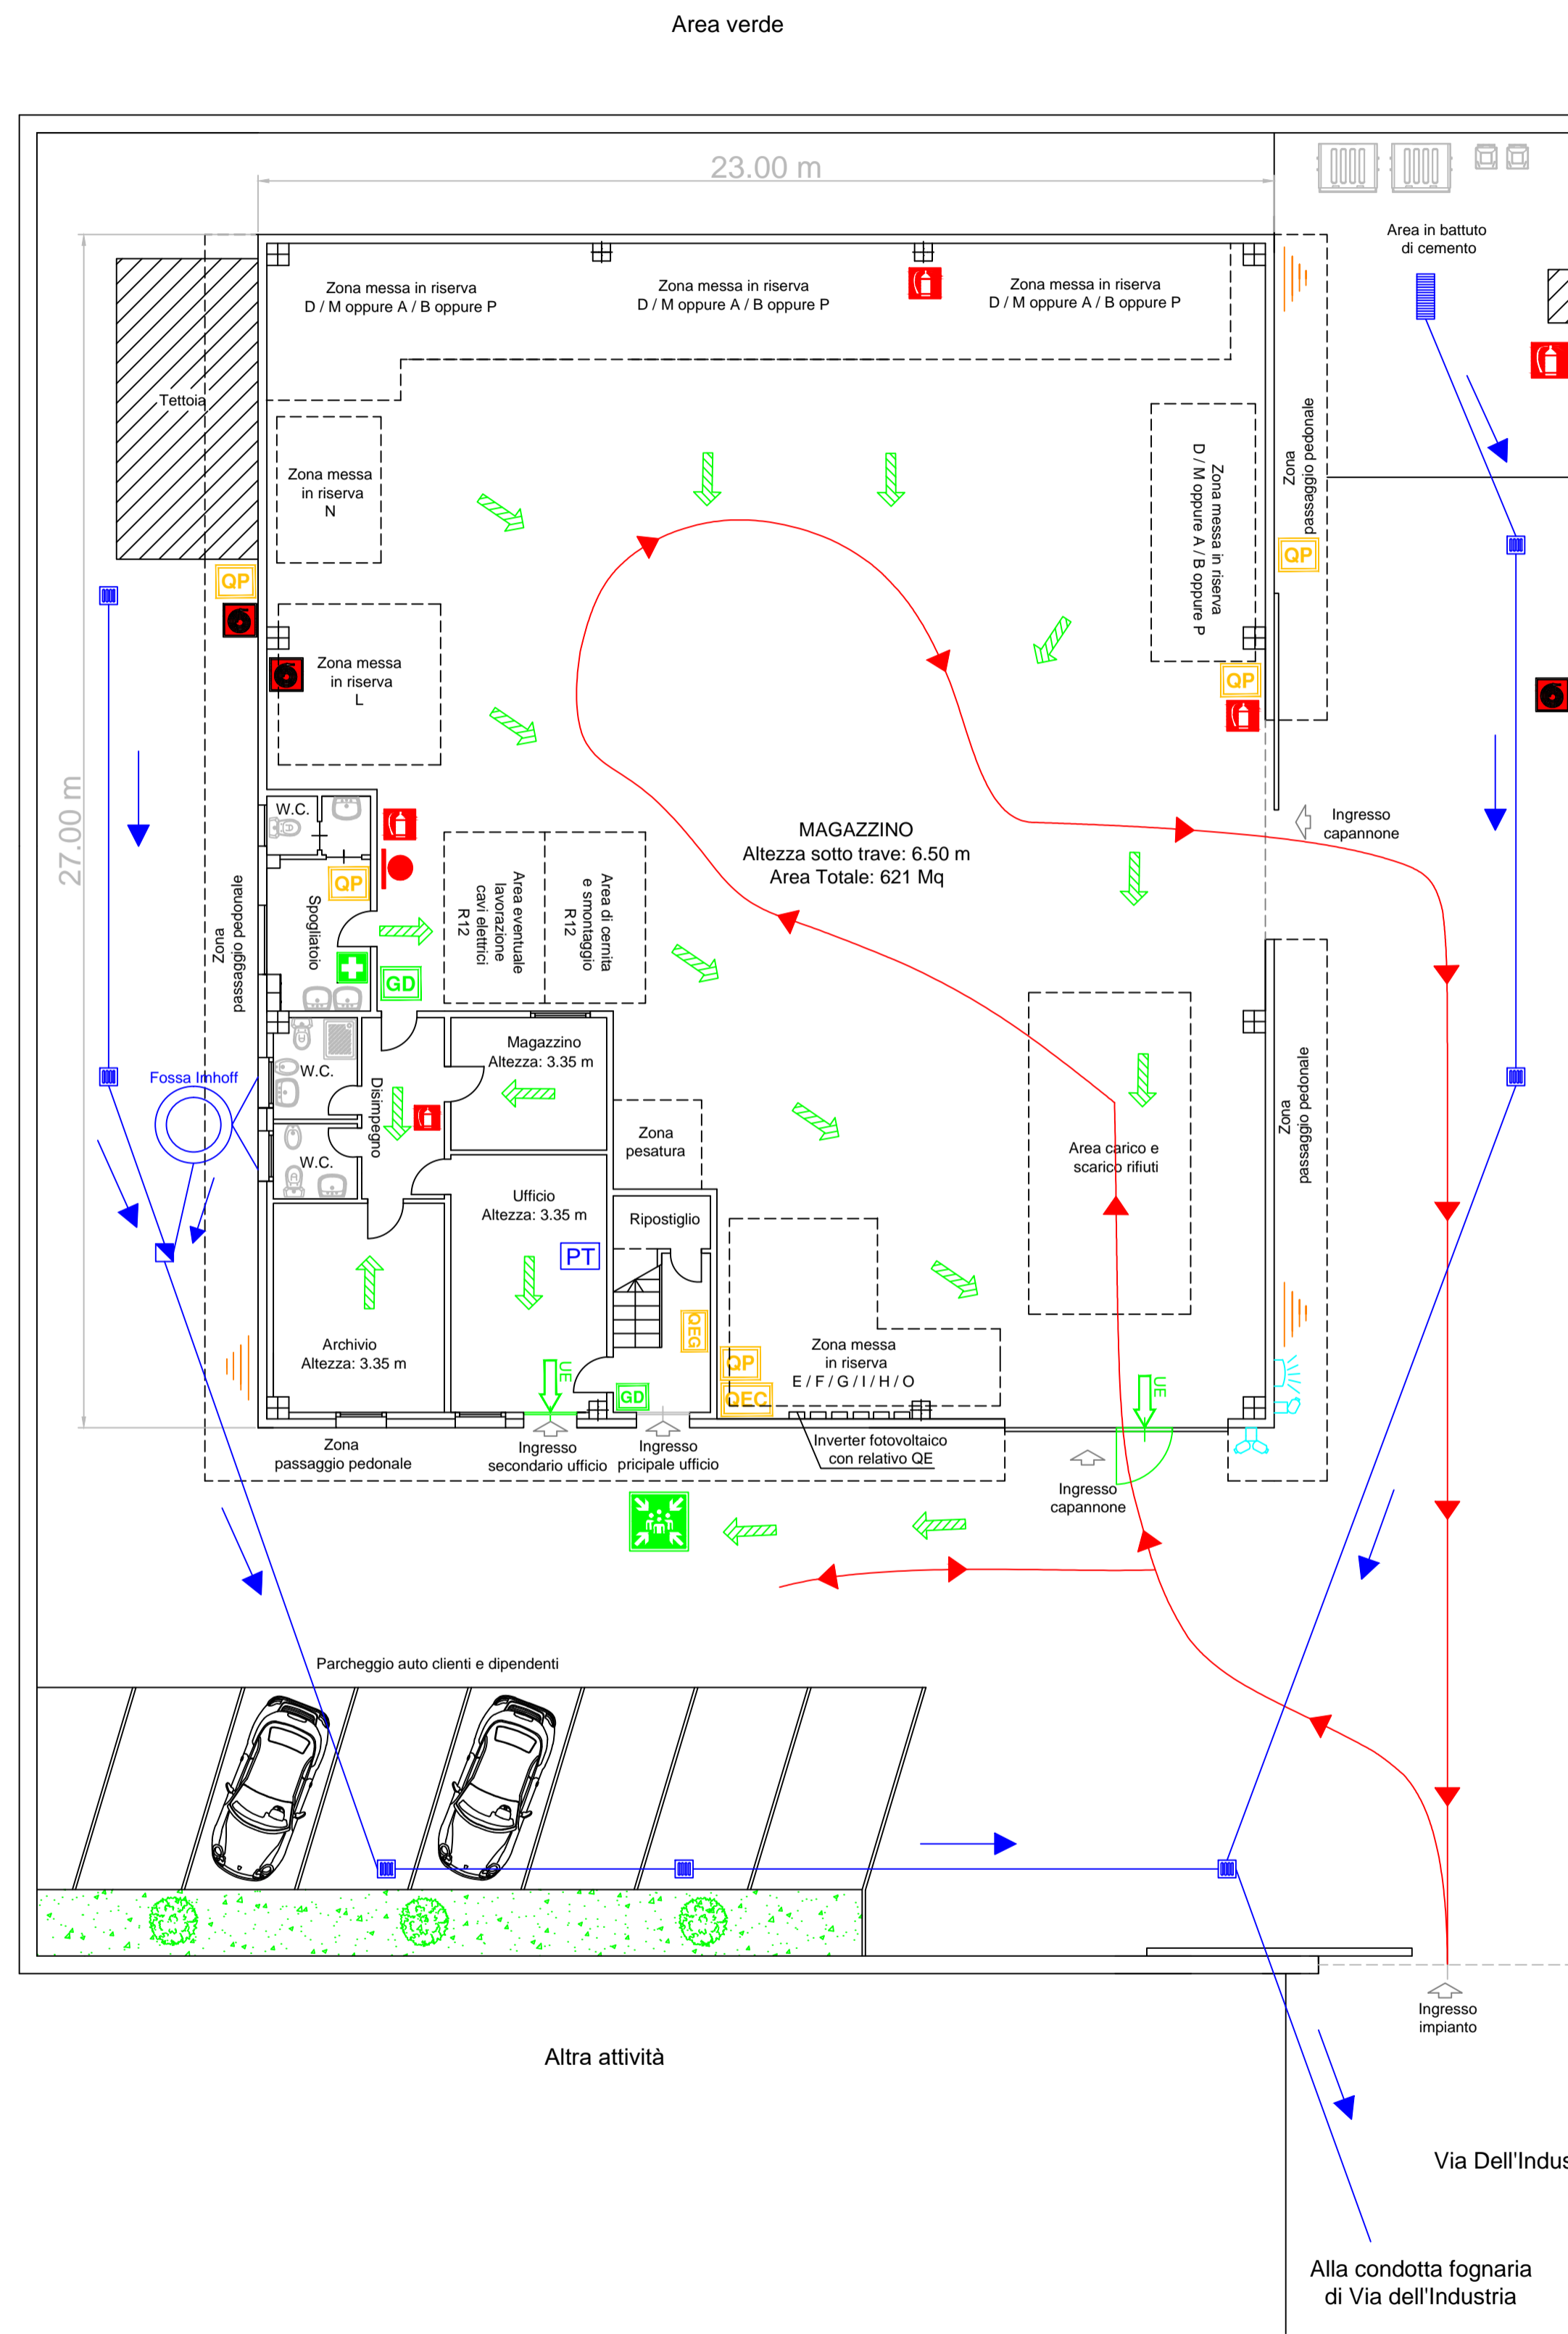 Area verde
23.00 m
27.00 m
Area in battuto
di cemento
Zona messa in riserva
D / M oppure A / B oppure P
Zona messa in riserva
D / M oppure A / B oppure P
Zona messa in riserva
D / M oppure A / B oppure P
Tettoia
Zona messa
in riserva
N
Zona messa in riserva
D / M oppure A / B oppure P
Zona
passaggio pedonale
QP
QP
Zona messa
in riserva
L
QP
W.C.
Ingresso
capannone
MAGAZZINO
Altezza sotto trave: 6.50 m
Area Totale: 621 Mq
QP
Spogliatoio
Area eventuale
lavorazione
cavi elettrici
R12
Area di cernita
e smontaggio
R12
Zona
passaggio pedonale
GD
Magazzino
Altezza: 3.35 m
Fossa Imhoff
W.C.
Disimpegno
Zona
pesatura
Area carico e
scarico rifiuti
Zona
passaggio pedonale
W.C.
Ufficio
Altezza: 3.35 m
Ripostiglio
PT
QEG
Archivio
Altezza: 3.35 m
UE
QP
QEC
GD
Zona messa
in riserva
E / F / G / I / H / O
UE
Zona
passaggio pedonale
Ingresso
secondario ufficio
Ingresso
pricipale ufficio
Inverter fotovoltaico
con relativo QE
Ingresso
capannone
Parcheggio auto clienti e dipendenti
Ingresso
impianto
Altra attività
Via Dell'Indus
Alla condotta fognaria
di Via dell'Industria